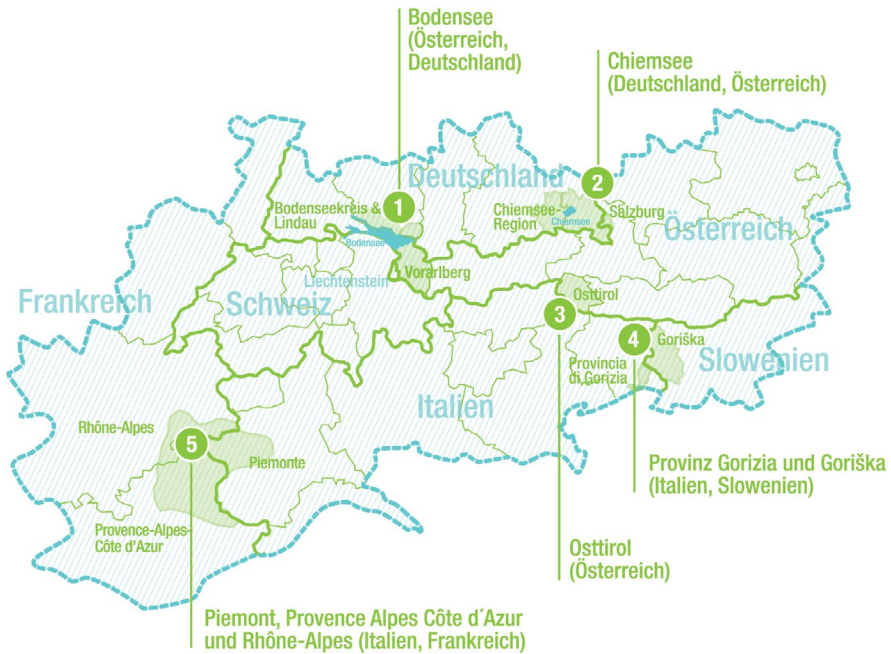 Bodensee
(Österreich,
Deutschland)
Chiemsee
(Deutschland, Österreich)
Deutschland
2
Bodenseekreis &
Lindau
1
Chiemsee-
Region
Chiemsee
Salzburg
Österreich
Bodensee
Liechtenstein
Vorarlberg
Frankreich
Schweiz
Osttirol
3
4
Goriška
Slowenien
Provincia
di Gorizia
Italien
Rhône-Alpes
5
Piemonte
Provinz Gorizia und Goriška
(Italien, Slowenien)
Provence-Alpes-
Côte d'Azur
Osttirol
(Österreich)
Piemont, Provence Alpes Côte d´Azur
und Rhône-Alpes (Italien, Frankreich)